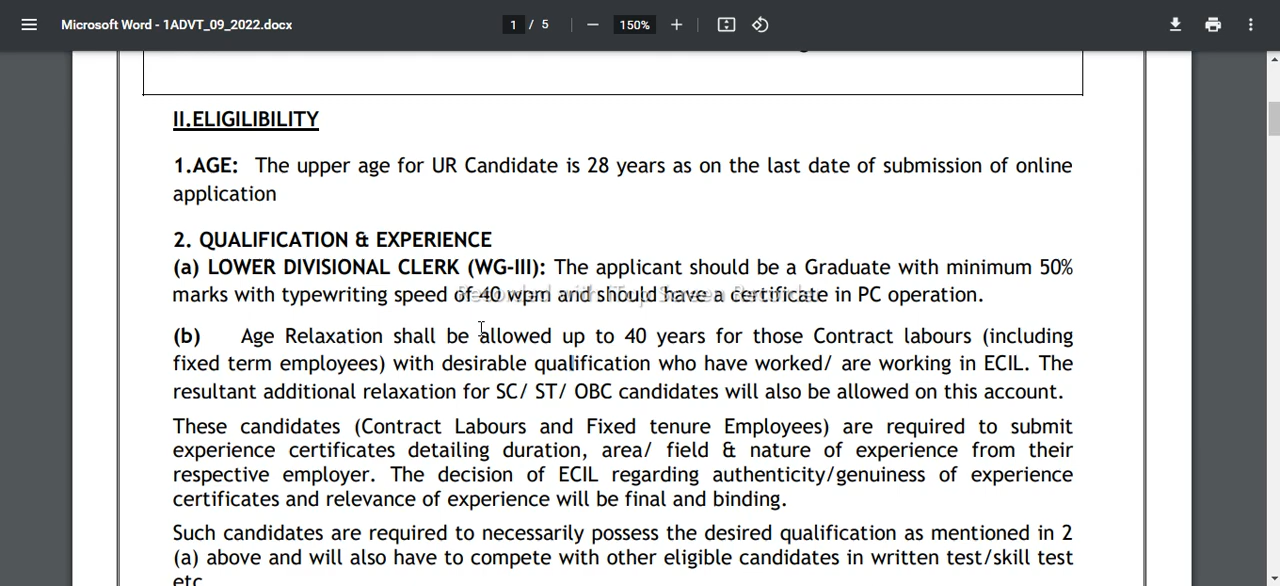 Microsoft Word - 1ADVT_09_2022.docx
1 / 5
150%
II.ELIGILIBILITY
1.AGE: The upper age for UR Candidate is 28 years as on the last date of submission of online
application
2. QUALIFICATION & EXPERIENCE
(a) LOWER DIVISIONAL CLERK (WG-III): The applicant should be a Graduate with minimum 50%
marks with typewriting speed of 40 wpm and should have a certificate in PC operation.
Recorded with iTop Screen Recorder
(b) Age Relaxation shall be allowed up to 40 years for those Contract labours (including
fixed term employees) with desirable qualification who have worked/ are working in ECIL. The
resultant additional relaxation for SC/ ST/ OBC candidates will also be allowed on this account.
These candidates (Contract Labours and Fixed tenure Employees) are required to submit
experience certificates detailing duration, area/ field & nature of experience from their
respective employer. The decision of ECIL regarding authenticity/genuiness of experience
certificates and relevance of experience will be final and binding.
Such candidates are required to necessarily possess the desired qualification as mentioned in 2
(a) above and will also have to compete with other eligible candidates in written test/skill test
etc